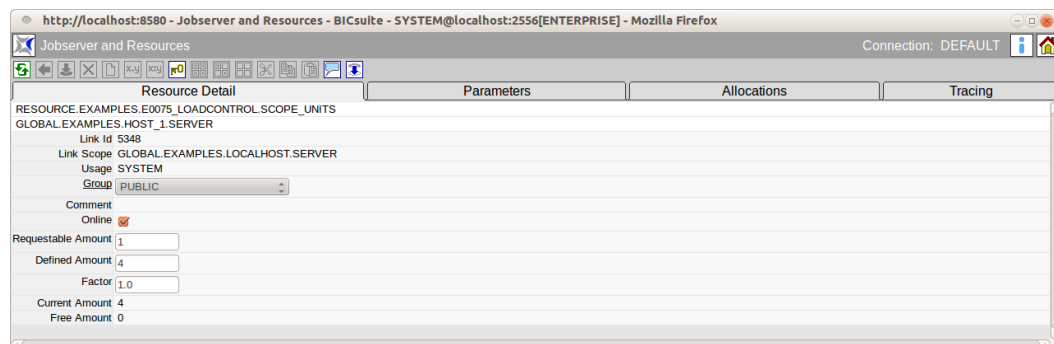 http://localhost:8580 - Jobserver and Resources - BICsuite - SYSTEM@localhost:2556[ENTERPRISE] - Mozilla Firefox
Jobserver and Resources Connection: DEFAULT
Resource Detail Parameters Allocations Tracing
RESOURCE.EXAMPLES.E0075_LOADCONTROL.SCOPE_UNITS
GLOBAL.EXAMPLES.HOST_1.SERVER
Link Id 5348
Link Scope GLOBAL.EXAMPLES.LOCALHOST.SERVER
Usage SYSTEM
Group PUBLIC
Comment
Online
Requestable Amount 1
Defined Amount 4
Factor 1.0
Current Amount 4
Free Amount 0